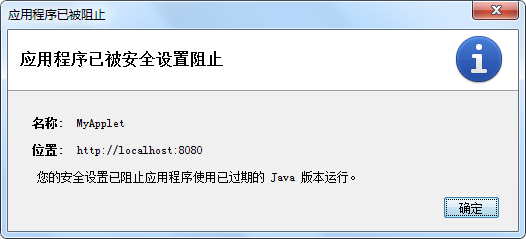 应用程序已被阻止
应用程序已被安全设置阻止
名称: MyApplet
位置: http://localhost:8080
您的安全设置已阻止应用程序使用已过期的 Java 版本运行。
确定